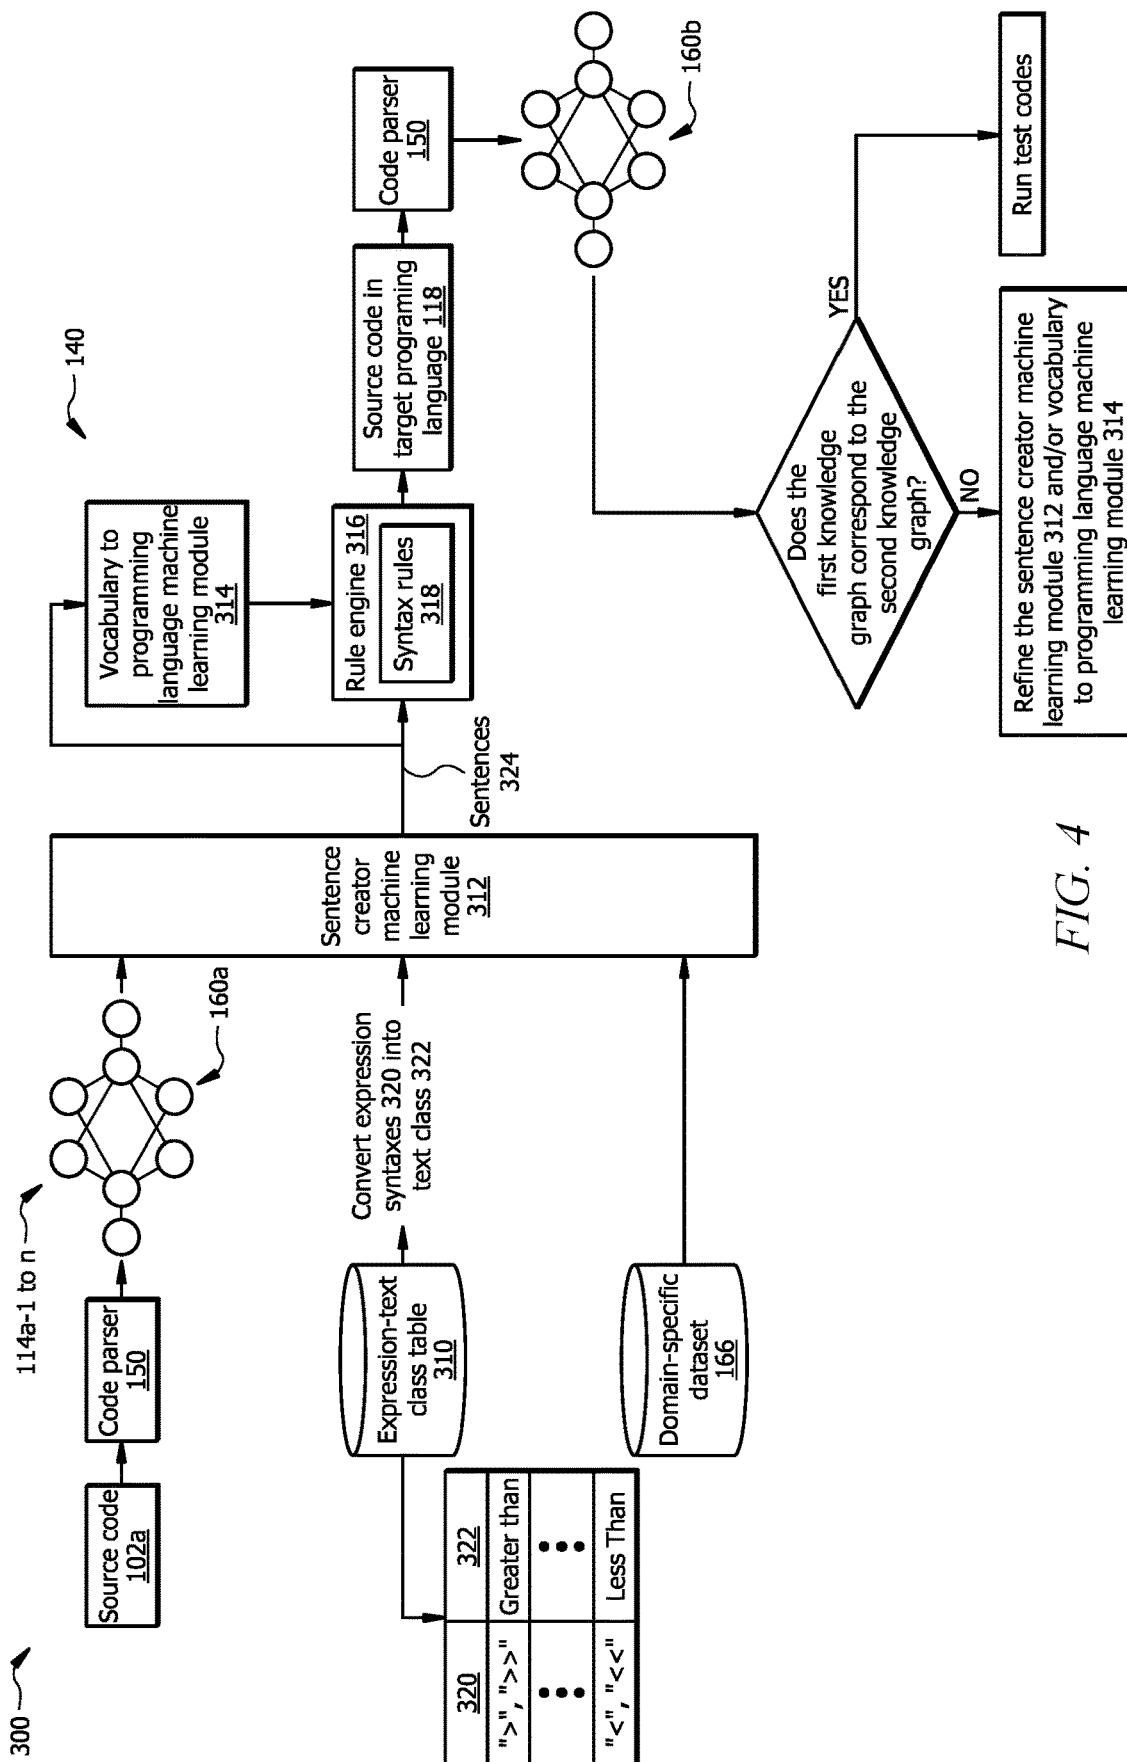 300
114a-1 to n
Source code
102a
Code parser
150
160a
Expression-text
class table
310
Convert expression
syntaxes 320 into
text class 322
320
322
">", ">>"
Greater than
"<", "<<"
Less Than
Domain-specific
dataset
166
Sentence
creator
machine
learning
module
312
Sentences
324
140
Vocabulary to
programming
language machine
learning module
314
Rule engine 316
Syntax rules
318
Source code in
target programing
language 118
Code parser
150
160b
Does the
first knowledge
graph correspond to the
second knowledge
graph?
YES
NO
Run test codes
Refine the sentence creator machine
learning module 312 and/or vocabulary
to programming language machine
learning module 314
FIG. 4